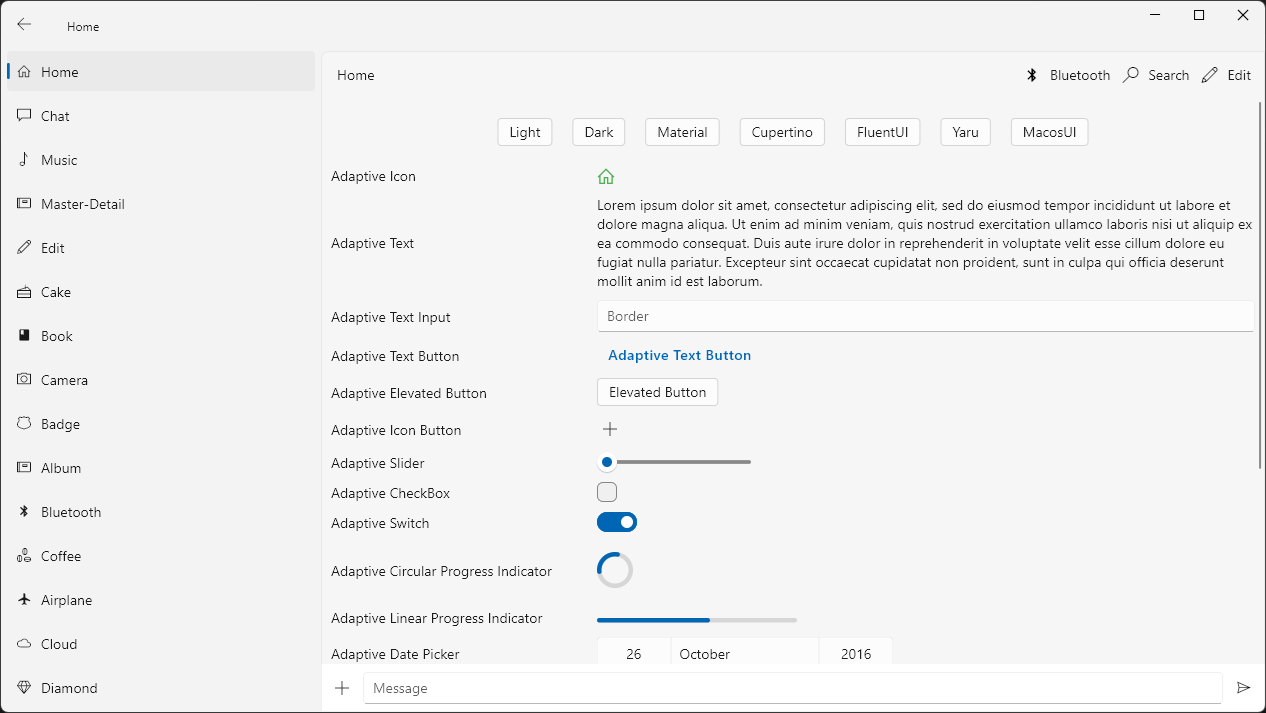 Home
Home
Chat
Music
Master-Detail
Edit
Cake
Book
Camera
Badge
Album
Bluetooth
Coffee
Airplane
Cloud
Diamond
Home
Bluetooth Search Edit
Light Dark Material Cupertino FluentUI Yaru MacosUI
Adaptive Icon
Adaptive Text
Lorem ipsum dolor sit amet, consectetur adipiscing elit, sed do eiusmod tempor incididunt ut labore et
dolore magna aliqua. Ut enim ad minim veniam, quis nostrud exercitation ullamco laboris nisi ut aliquip ex
ea commodo consequat. Duis aute irure dolor in reprehenderit in voluptate velit esse cillum dolore eu
fugiat nulla pariatur. Excepteur sint occaecat cupidatat non proident, sunt in culpa qui officia deserunt
mollit anim id est laborum.
Adaptive Text Input
Border
Adaptive Text Button
Adaptive Text Button
Adaptive Elevated Button
Elevated Button
Adaptive Icon Button
Adaptive Slider
Adaptive CheckBox
Adaptive Switch
Adaptive Circular Progress Indicator
Adaptive Linear Progress Indicator
Adaptive Date Picker
26 October 2016
Message